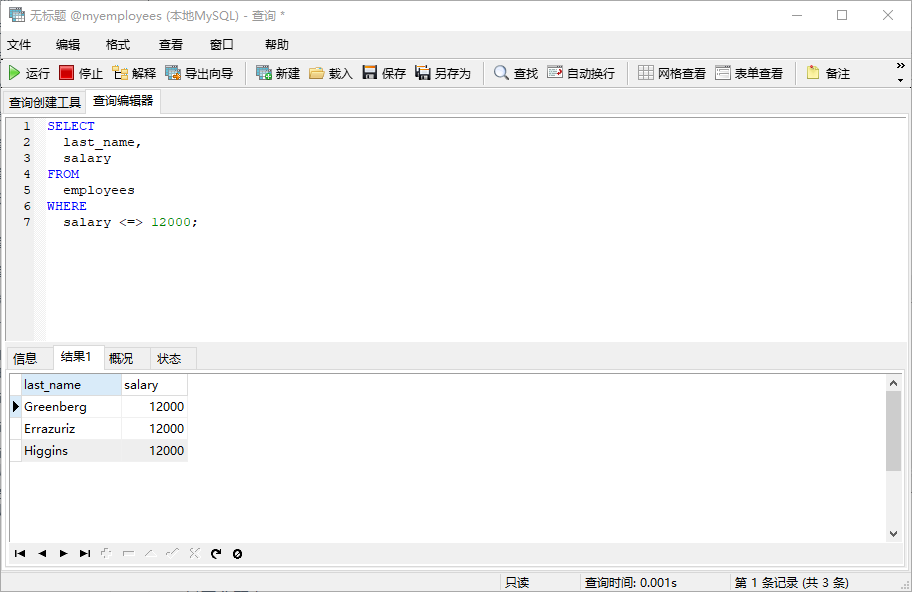 无标题 @myemployees (本地MySQL) - 查询 *
文件 编辑 格式 查看 窗口 帮助
运行 停止 解释 导出向导 新建 载入 保存 另存为 查找 自动换行 网格查看 表单查看 备注
查询创建工具 查询编辑器
1 SELECT
2 last_name,
3 salary
4 FROM
5 employees
6 WHERE
7 salary <=> 12000;
信息 结果1 概况 状态
last_name salary
Greenberg 12000
Errazuriz 12000
Higgins 12000
只读 查询时间: 0.001s 第 1 条记录 (共 3 条)